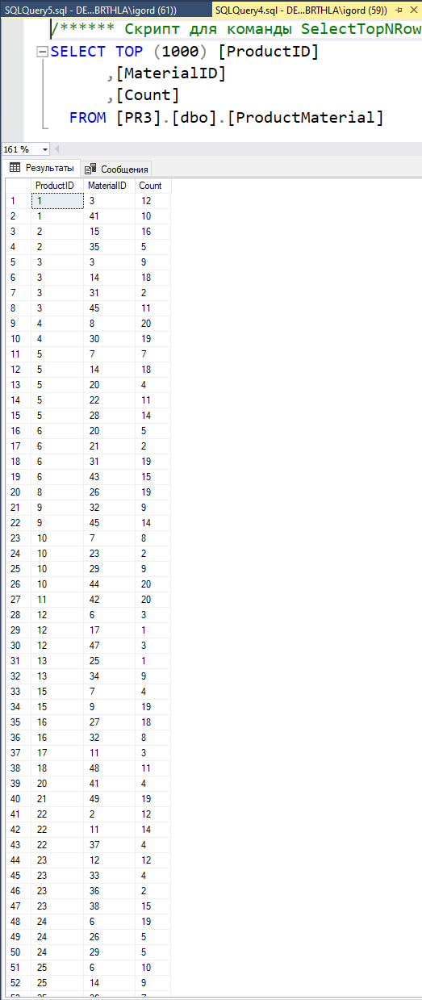 SQLQuery5.sql - DE...BRTHLA\igord (61))
SQLQuery4.sql - DE...BRTHLA\igord (59))
/****** Скрипт для команды SelectTopNRow
SELECT TOP (1000) [ProductID]
,[MaterialID]
,[Count]
FROM [PR3].[dbo].[ProductMaterial]
161 %
Результаты Сообщения
ProductID MaterialID Count
1 1 3 12
2 1 41 10
3 2 15 16
4 2 35 5
5 3 3 9
6 3 14 18
7 3 31 2
8 3 45 11
9 4 8 20
10 4 30 19
11 5 7 7
12 5 14 18
13 5 20 4
14 5 22 11
15 5 28 14
16 6 20 5
17 6 21 2
18 6 31 19
19 6 43 15
20 8 26 19
21 9 32 9
22 9 45 14
23 10 7 8
24 10 23 2
25 10 29 9
26 10 44 20
27 11 42 20
28 12 6 3
29 12 17 1
30 12 47 3
31 13 25 1
32 13 34 9
33 15 7 4
34 15 9 19
35 16 27 18
36 16 32 8
37 17 11 3
38 18 48 11
39 20 41 4
40 21 49 19
41 22 2 12
42 22 11 14
43 22 37 4
44 23 12 12
45 23 33 4
46 23 36 2
47 23 38 15
48 24 6 19
49 24 26 5
50 24 29 5
51 25 6 10
52 25 14 9